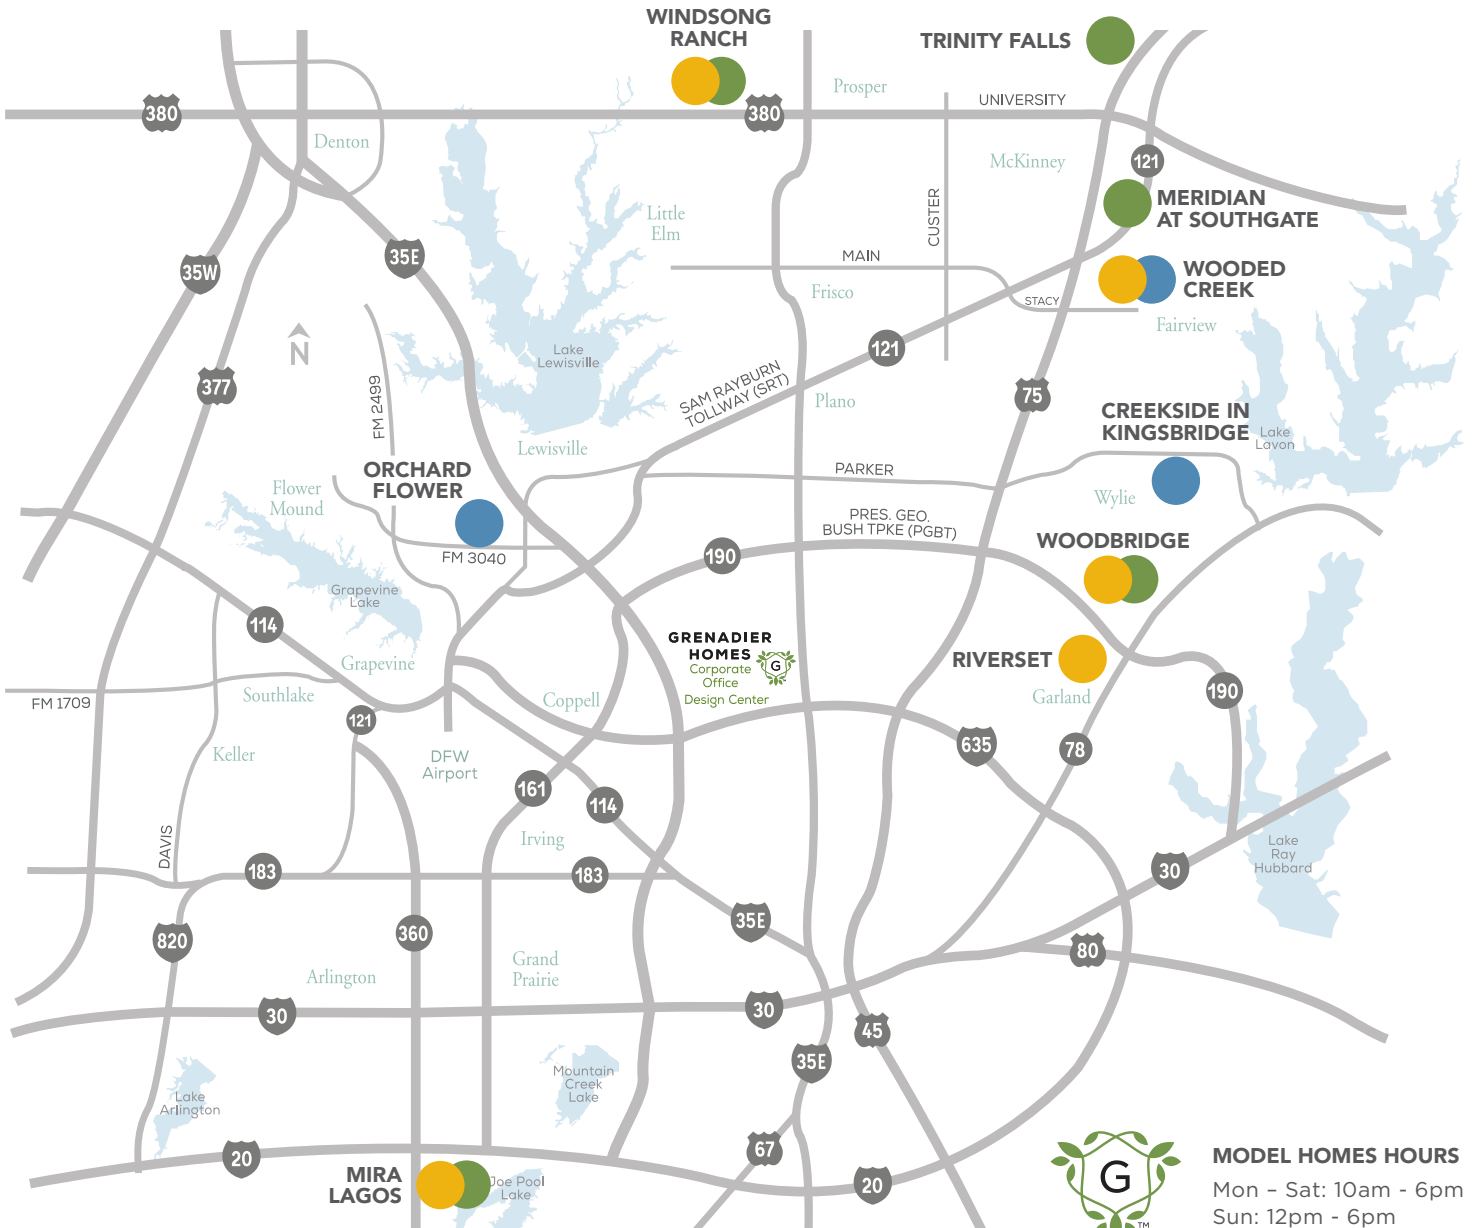 WINDSONG
RANCH
TRINITY FALLS
Prosper
380
380
UNIVERSITY
Denton
McKinney
121
MERIDIAN
AT SOUTHGATE
Little
Elm
CUSTER
35W
35E
MAIN
WOODED
CREEK
Frisco
STACY
Fairview
N
Lake
Lewisville
121
377
FM 2499
SAM RAYBURN
TOLLWAY (SRT)
Plano
75
CREEKSIDE IN
KINGSBRIDGE
Lake
Lavon
Lewisville
ORCHARD
FLOWER
PARKER
Flower
Mound
Wylie
PRES. GEO.
BUSH TPKE (PGBT)
FM 3040
190
WOODBRIDGE
Grapevine
Lake
114
GRENADIER
HOMES
Corporate
Office
Design Center
G
RIVERSET
Grapevine
Southlake
FM 1709
Coppell
Garland
190
121
Keller
DFW
Airport
635
78
161
114
Irving
DAVIS
183
183
Lake
Ray
Hubbard
30
820
360
35E
80
Arlington
Grand
Prairie
30
30
45
35E
Lake
Arlington
Mountain
Creek
Lake
20
67
20
MIRA
LAGOS
Joe Pool
Lake
G
TM
MODEL HOMES HOURS
Mon – Sat: 10am - 6pm
Sun: 12pm - 6pm